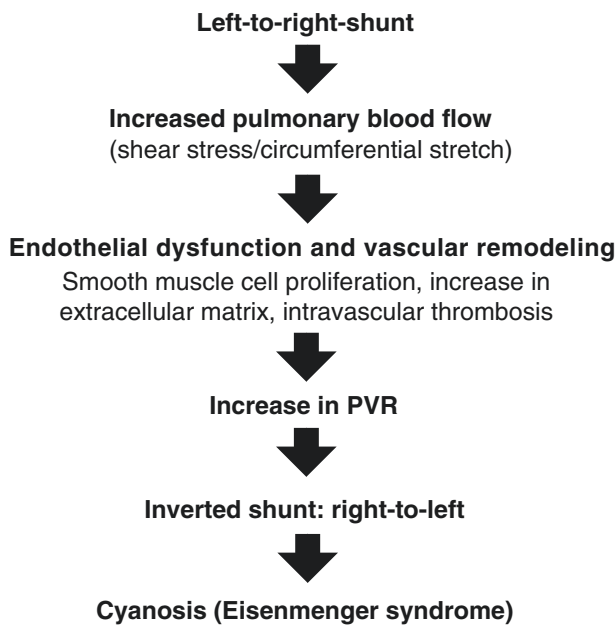 Left-to-right-shunt
Increased pulmonary blood flow
(shear stress/circumferential stretch)
Endothelial dysfunction and vascular remodeling
Smooth muscle cell proliferation, increase in
extracellular matrix, intravascular thrombosis
Increase in PVR
Inverted shunt: right-to-left
Cyanosis (Eisenmenger syndrome)